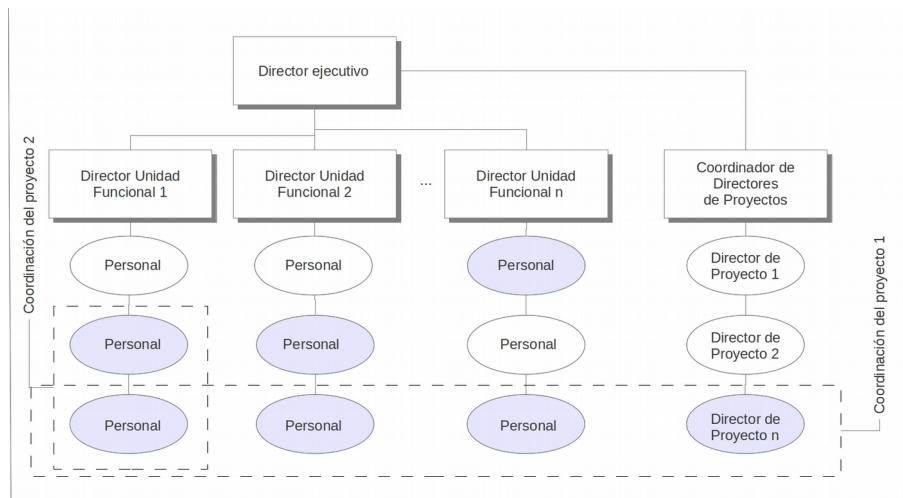 Director ejecutivo
Coordinación del proyecto 2
Director Unidad
Funcional 1
Director Unidad
Funcional 2
...
Director Unidad
Funcional n
Coordinador de
Directores
de Proyectos
Personal
Personal
Personal
Director de
Proyecto 1
Coordinación del proyecto 1
Personal
Personal
Personal
Director de
Proyecto 2
Personal
Personal
Personal
Director de
Proyecto n